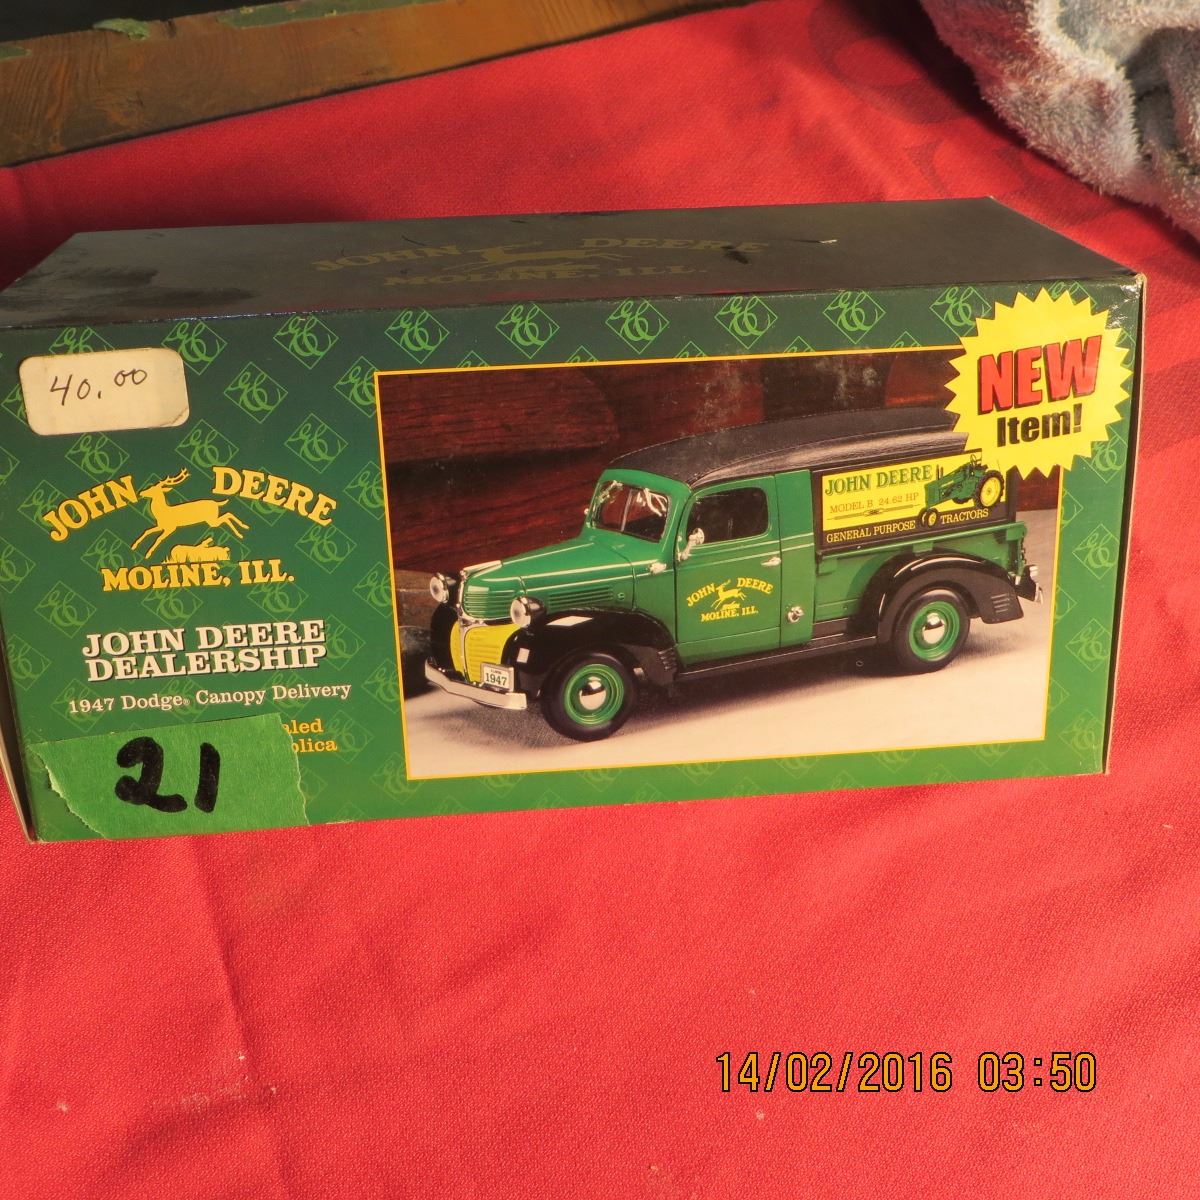 JOHN DEERE
MOLINE, ILL.
40.00
NEW
Item!
JOHN DEERE
MOLINE, ILL.
JOHN DEERE
DEALERSHIP
1947 Dodge® Canopy Delivery
21
JOHN DEERE
MODEL B 24.62 HP
GENERAL PURPOSE TRACTORS
JOHN DEERE
MOLINE, ILL.
1947
14/02/2016 03:50